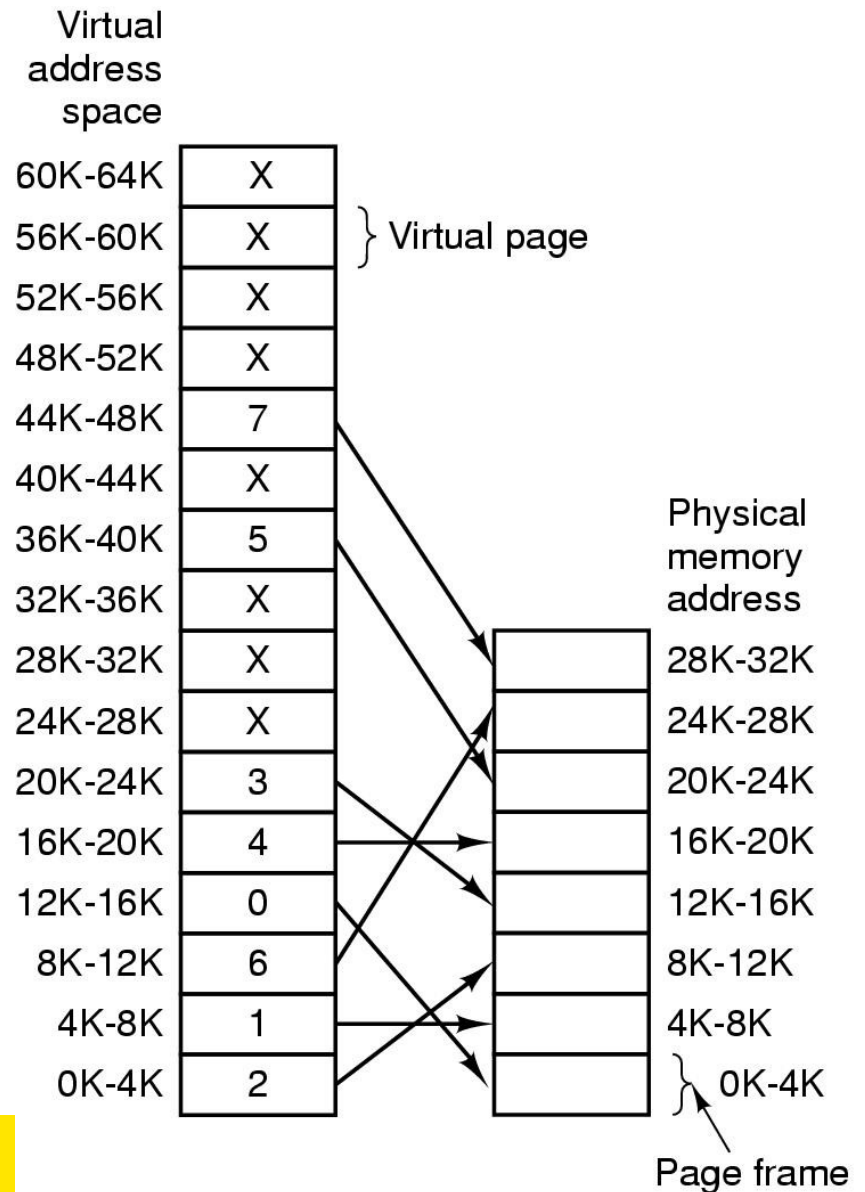 Virtual
address
space
60K-64K X
56K-60K X Virtual page
52K-56K X
48K-52K X
44K-48K 7
40K-44K X
36K-40K 5
32K-36K X
28K-32K X
24K-28K X
20K-24K 3
16K-20K 4
12K-16K 0
8K-12K 6
4K-8K 1
0K-4K 2
Physical
memory
address
28K-32K
24K-28K
20K-24K
16K-20K
12K-16K
8K-12K
4K-8K
0K-4K
Page frame